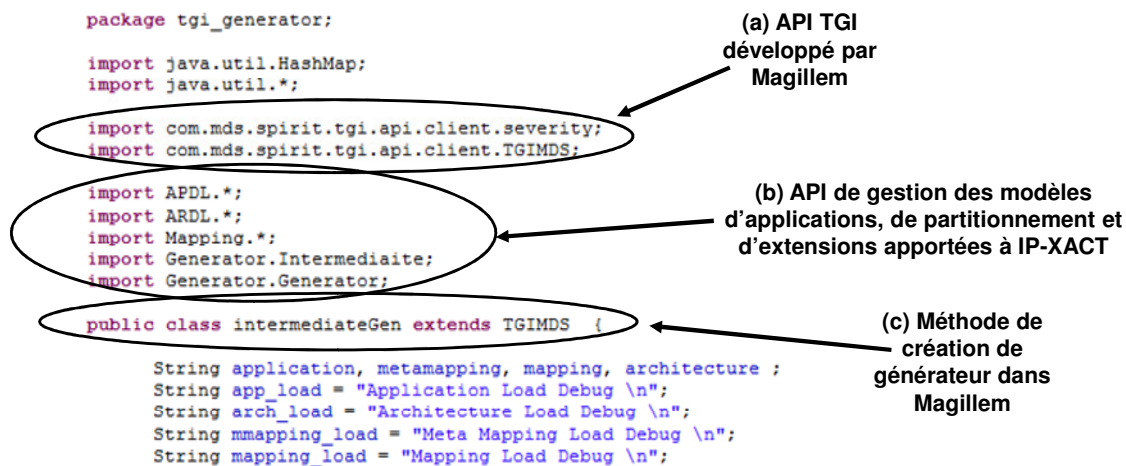 package tgi_generator;
import java.util.HashMap;
import java.util.*;
import com.mds.spirit.tgi.api.client.severity;
import com.mds.spirit.tgi.api.client.TGIMDS;
import APDL.*;
import ARDL.*;
import Mapping.*;
import Generator.Intermediaite;
import Generator.Generator;
public class intermediateGen extends TGIMDS {
String application, metamapping, mapping, architecture ;
String app_load = "Application Load Debug \n";
String arch_load = "Architecture Load Debug \n";
String mmapping_load = "Meta Mapping Load Debug \n";
String mapping_load = "Mapping Load Debug \n";
(a) API TGI
développé par
Magillem
(b) API de gestion des modèles
d’applications, de partitionnement et
d’extensions apportées à IP-XACT
(c) Méthode de
création de
générateur dans
Magillem